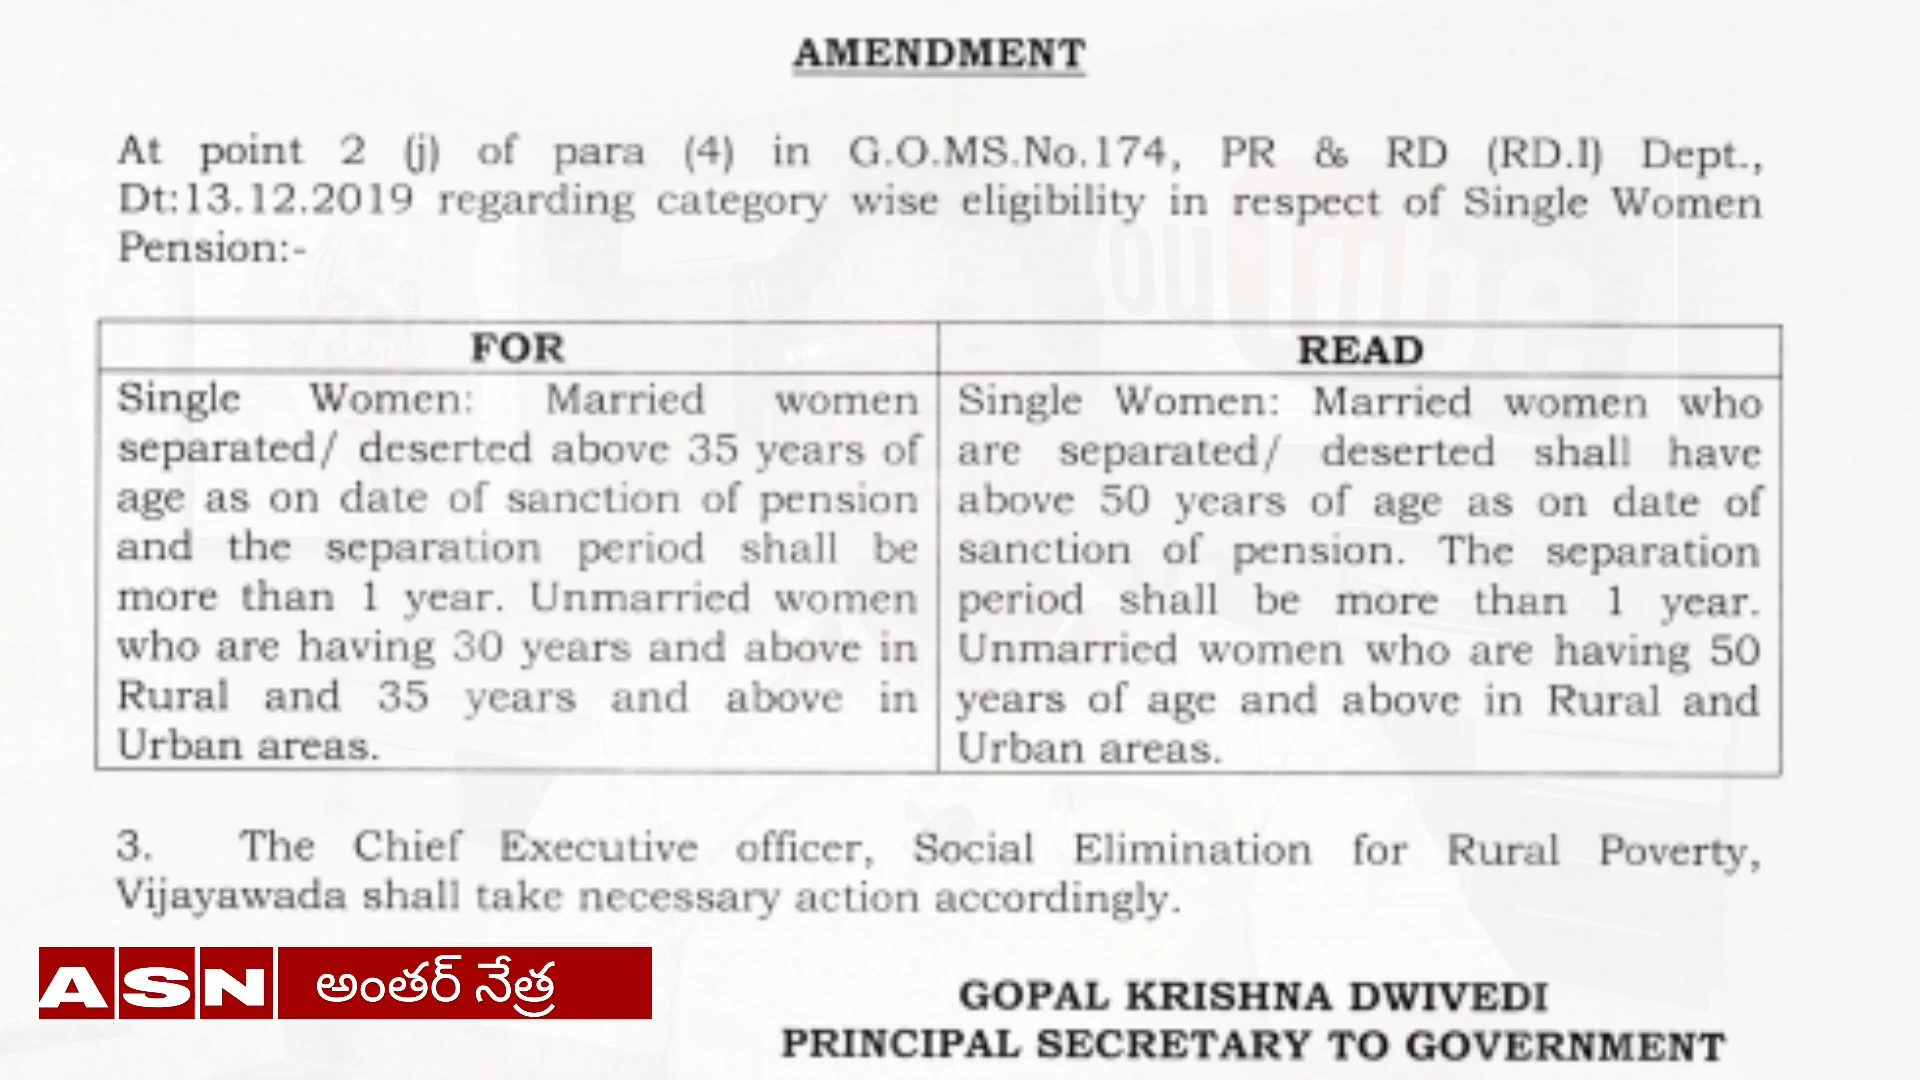 AMENDMENT
At point 2 (j) of para (4) in G.O.MS.No.174, PR & RD (RD.I) Dept.,
Dt:13.12.2019 regarding category wise eligibility in respect of Single Women
Pension:-
FOR
Single Women: Married women
separated/ deserted above 35 years of
age as on date of sanction of pension
and the separation period shall be
more than 1 year. Unmarried women
who are having 30 years and above in
Rural and 35 years and above in
Urban areas.
READ
Single Women: Married women who
are separated/ deserted shall have
above 50 years of age as on date of
sanction of pension. The separation
period shall be more than 1 year.
Unmarried women who are having 50
years of age and above in Rural and
Urban areas.
3. The Chief Executive officer, Social Elimination for Rural Poverty,
Vijayawada shall take necessary action accordingly.
GOPAL KRISHNA DWIVEDI
PRINCIPAL SECRETARY TO GOVERNMENT
ASN అంతర్ నేత్ర